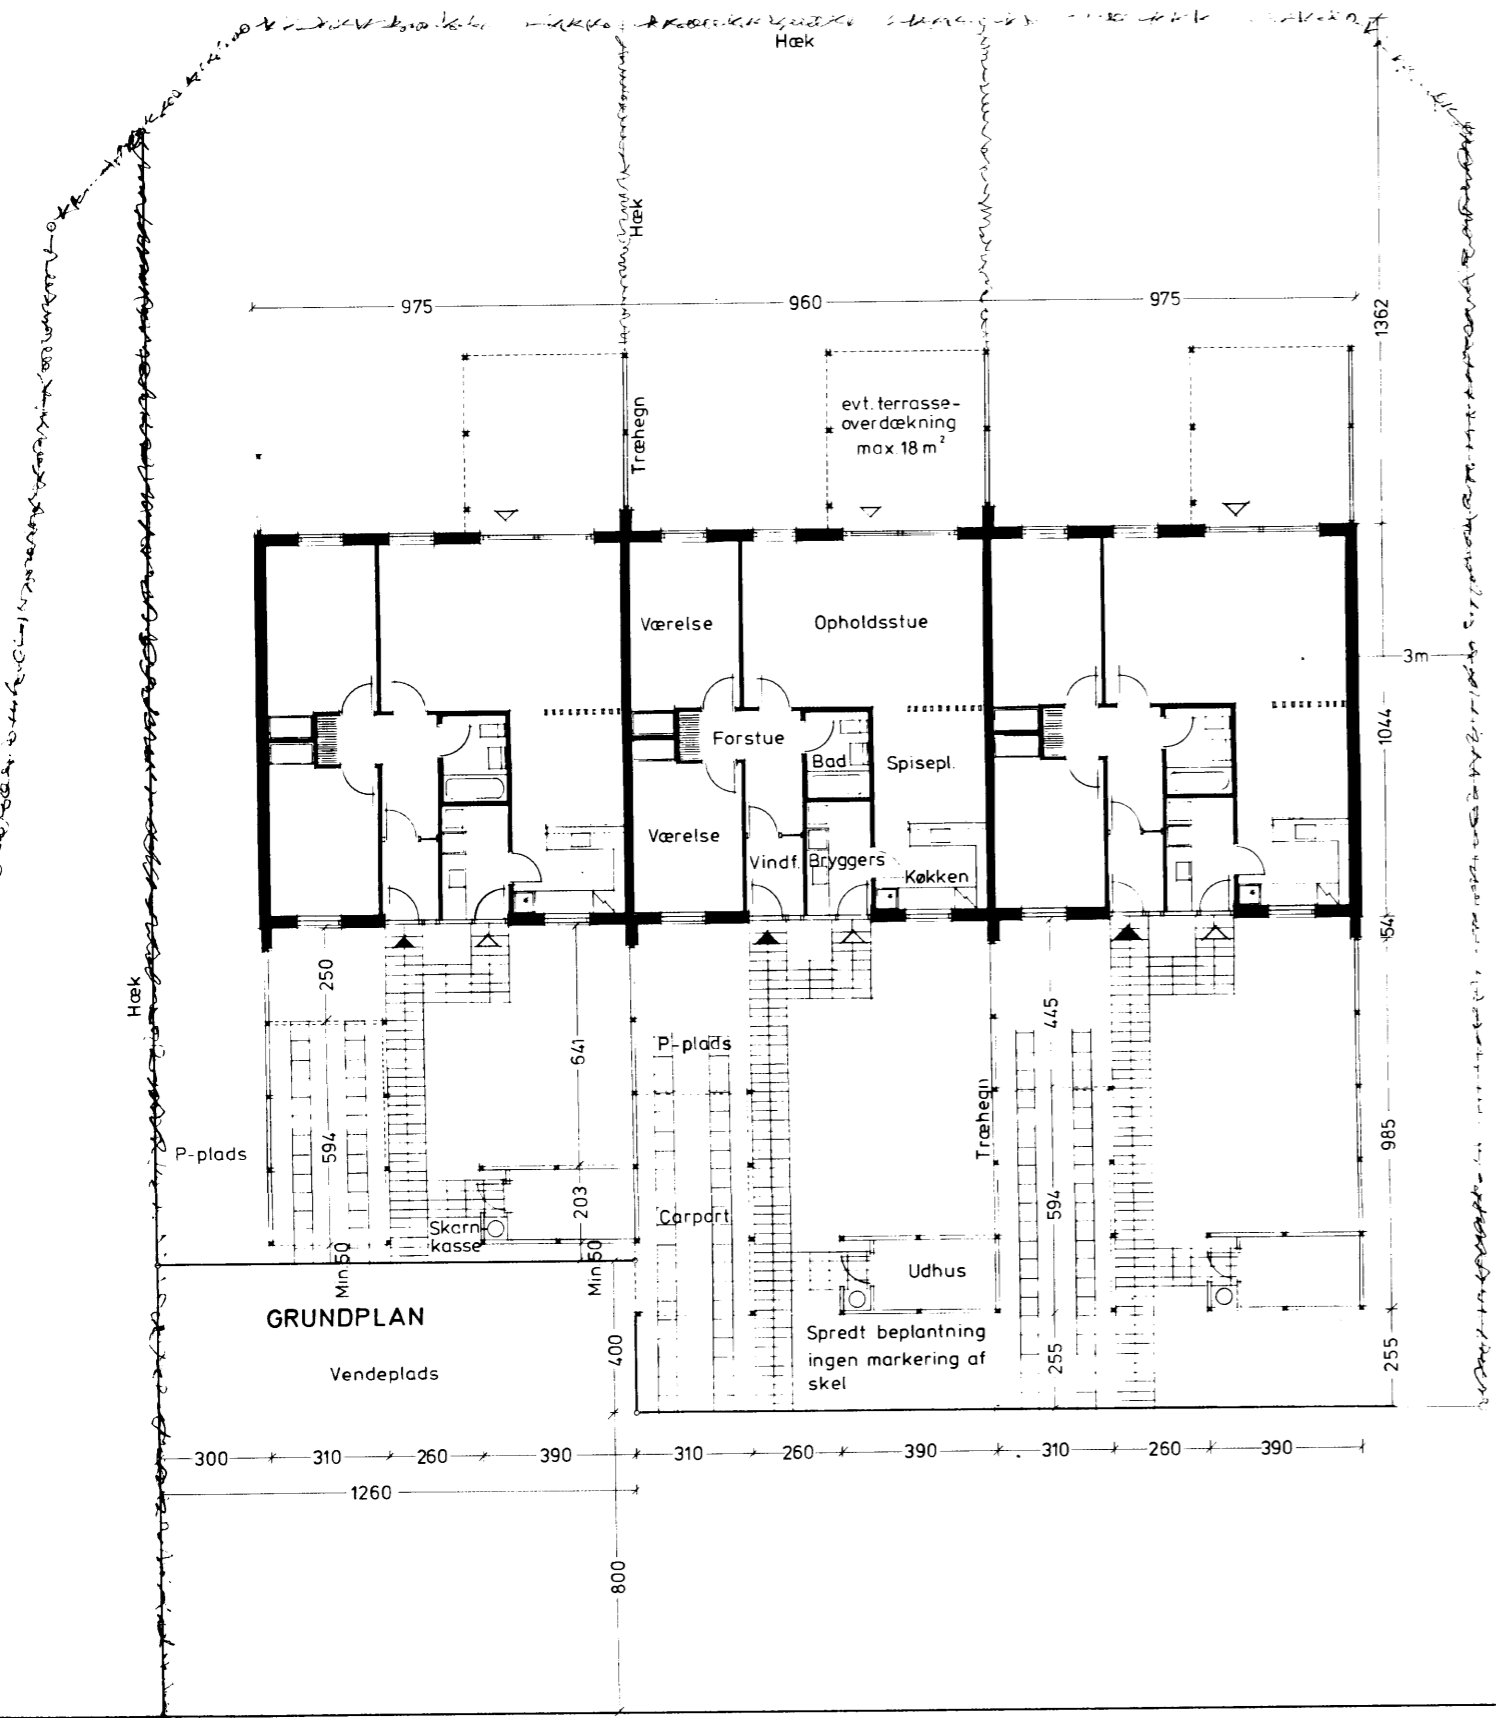 Hæk
Hæk
975
960
975
1362
Træhegn
evt. terrasse-
overdækning
max. 18 m²
Værelse
Opholdsstue
3m
Forstue
Bad
Spisepl.
1044
Værelse
Vindf.
Bryggers
Køkken
54
Hæk
250
641
P-plads
445
Træhegn
P-plads
594
985
203
Carport
594
Skarn-
kasse
Min.50
Min.50
Udhus
GRUNDPLAN
400
Spredt beplantning
ingen markering af
skel
255
255
Vendeplads
300
310
260
390
310
260
390
310
260
390
1260
800